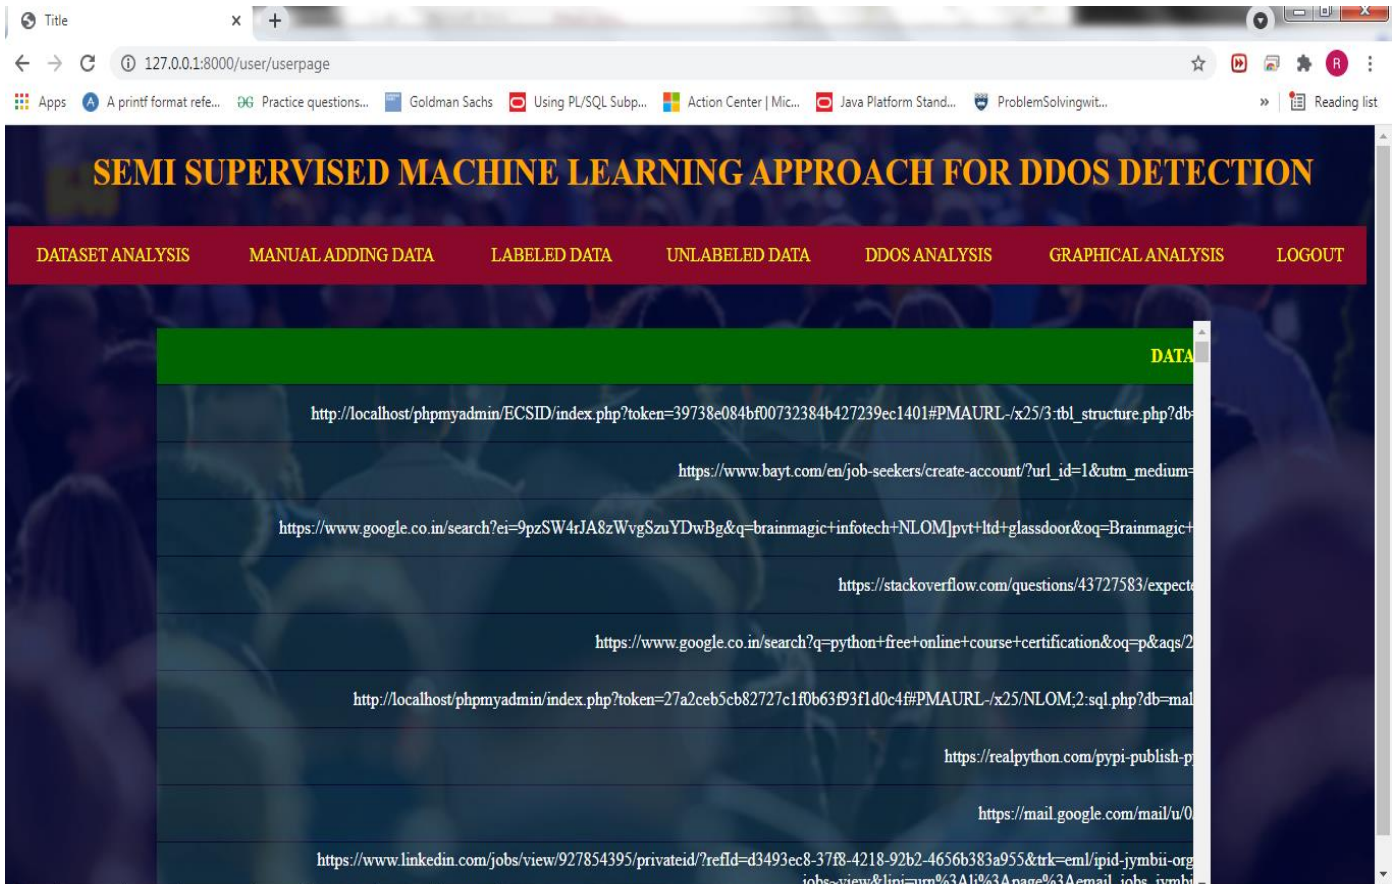 Title
127.0.0.1:8000/user/userpage
R
Apps A printf format refe... Practice questions... Goldman Sachs Using PL/SQL Subp... Action Center | Mic... Java Platform Stand... ProblemSolvingwit... » Reading list
SEMI SUPERVISED MACHINE LEARNING APPROACH FOR DDOS DETECTION
DATASET ANALYSIS MANUAL ADDING DATA LABELED DATA UNLABELED DATA DDOS ANALYSIS GRAPHICAL ANALYSIS LOGOUT
DATA
http://localhost/phpmyadmin/ECSID/index.php?token=39738e084bf00732384b427239ec1401#PMAURL-/x25/3:tbl_structure.php?db=
https://www.bayt.com/en/job-seekers/create-account/?url_id=1&utm_medium=
https://www.google.co.in/search?ei=9pzSW4rJA8zWvgSzuYDwBg&q=brainmagic+infotech+NLOM]pvt+ltd+glassdoor&oq=Brainmagic+
https://stackoverflow.com/questions/43727583/expecte
https://www.google.co.in/search?q=python+free+online+course+certification&oq=p&aqs/2
http://localhost/phpmyadmin/index.php?token=27a2ceb5cb82727c1f0b63f93f1d0c4f#PMAURL-/x25/NLOM;2:sql.php?db=mal
https://realpython.com/pypi-publish-p
https://mail.google.com/mail/u/0
https://www.linkedin.com/jobs/view/927854395/privateid/?refId=d3493ec8-37f8-4218-92b2-4656b383a955&trk=eml/ipid-jymbii-org
jobs~view&lipi=urn%3Ali%3Apage%3Aemail_jobs_jymbi